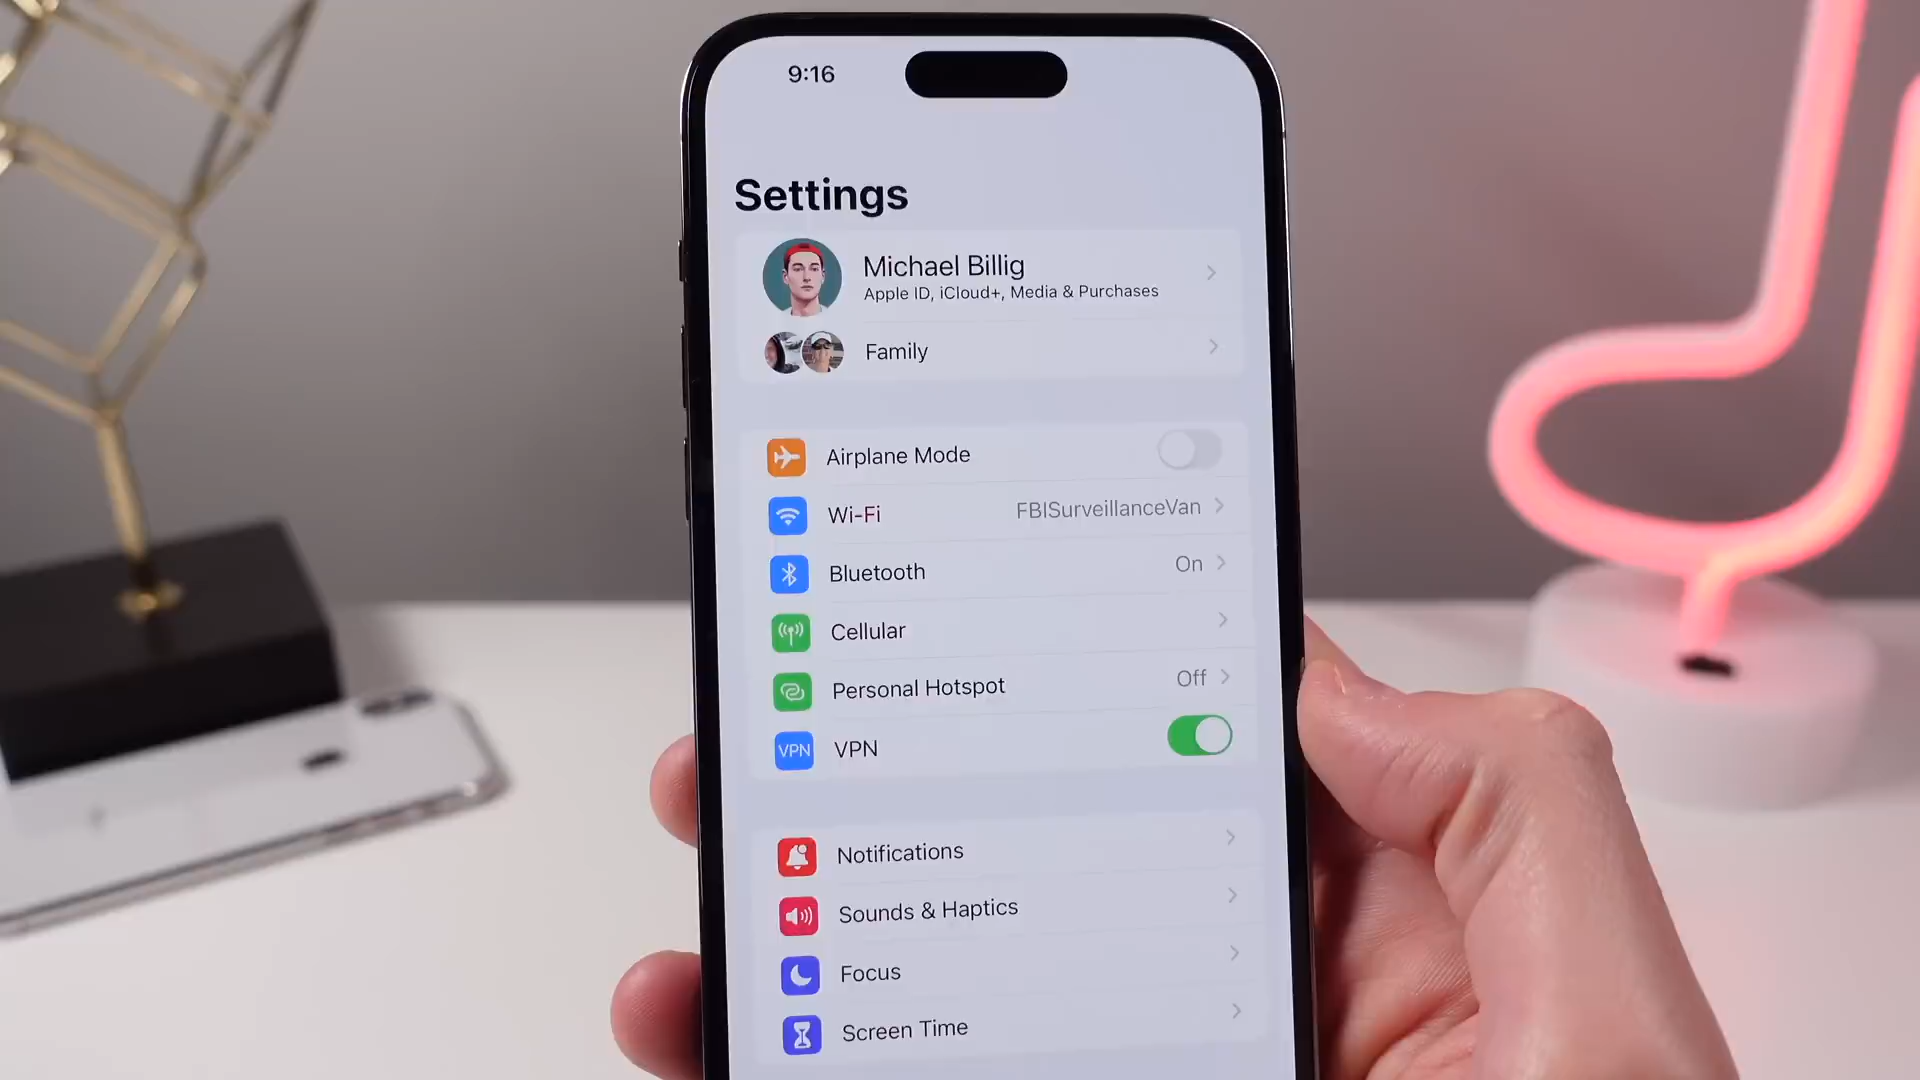 9:16
Settings
Michael Billig
Apple ID, iCloud+, Media & Purchases
Family
Airplane Mode
Wi-Fi FBISurveillanceVan
Bluetooth On
Cellular
Personal Hotspot Off
VPN VPN
Notifications
Sounds & Haptics
Focus
Screen Time